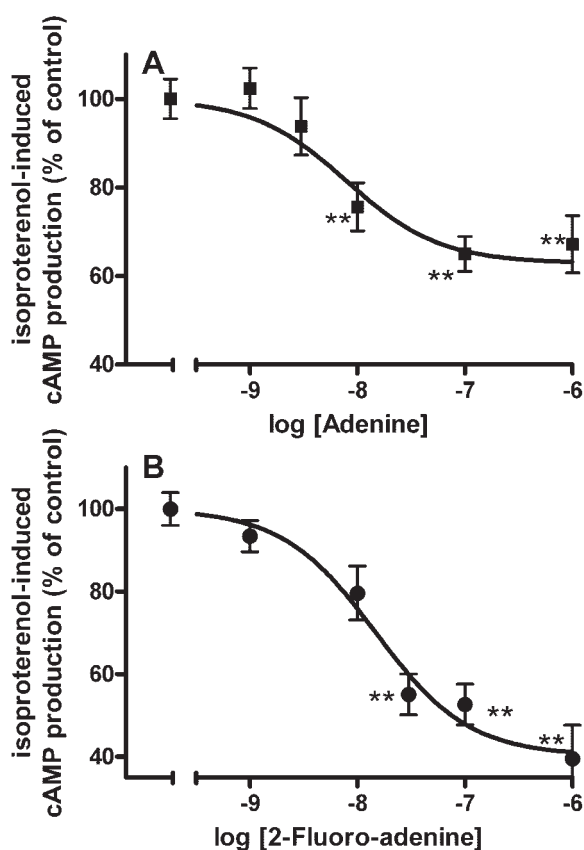 A
isoproterenol-induced
cAMP production (% of control)
100
80
60
40
**
**
**
-9
-8
-7
-6
log [Adenine]
B
isoproterenol-induced
cAMP production (% of control)
100
80
60
40
**
**
**
-9
-8
-7
-6
log [2-Fluoro-adenine]